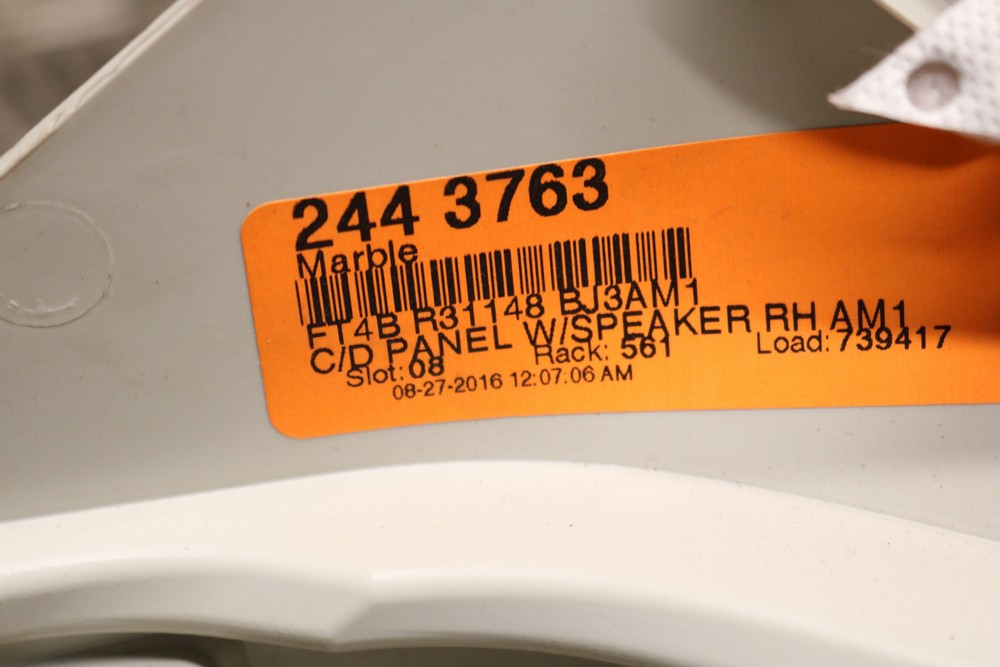 244 3763
Marble
FT4B R31148 BJ3AM1
C/D PANEL W/SPEAKER RH AM1
Slot: 08 Rack: 561 Load: 739417
08-27-2016 12:07:06 AM